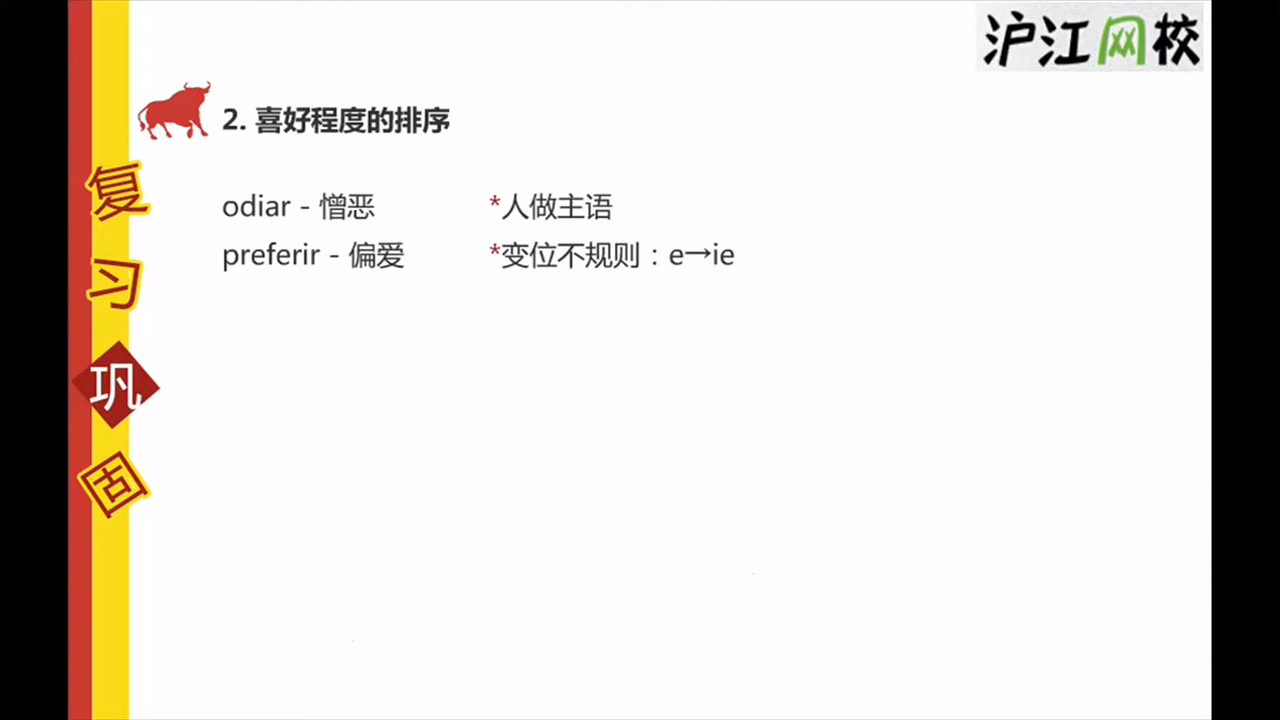 沪江网校
2. 喜好程度的排序
odiar - 憎恶 *人做主语
preferir - 偏爱 *变位不规则：e→ie
复
习
巩
固